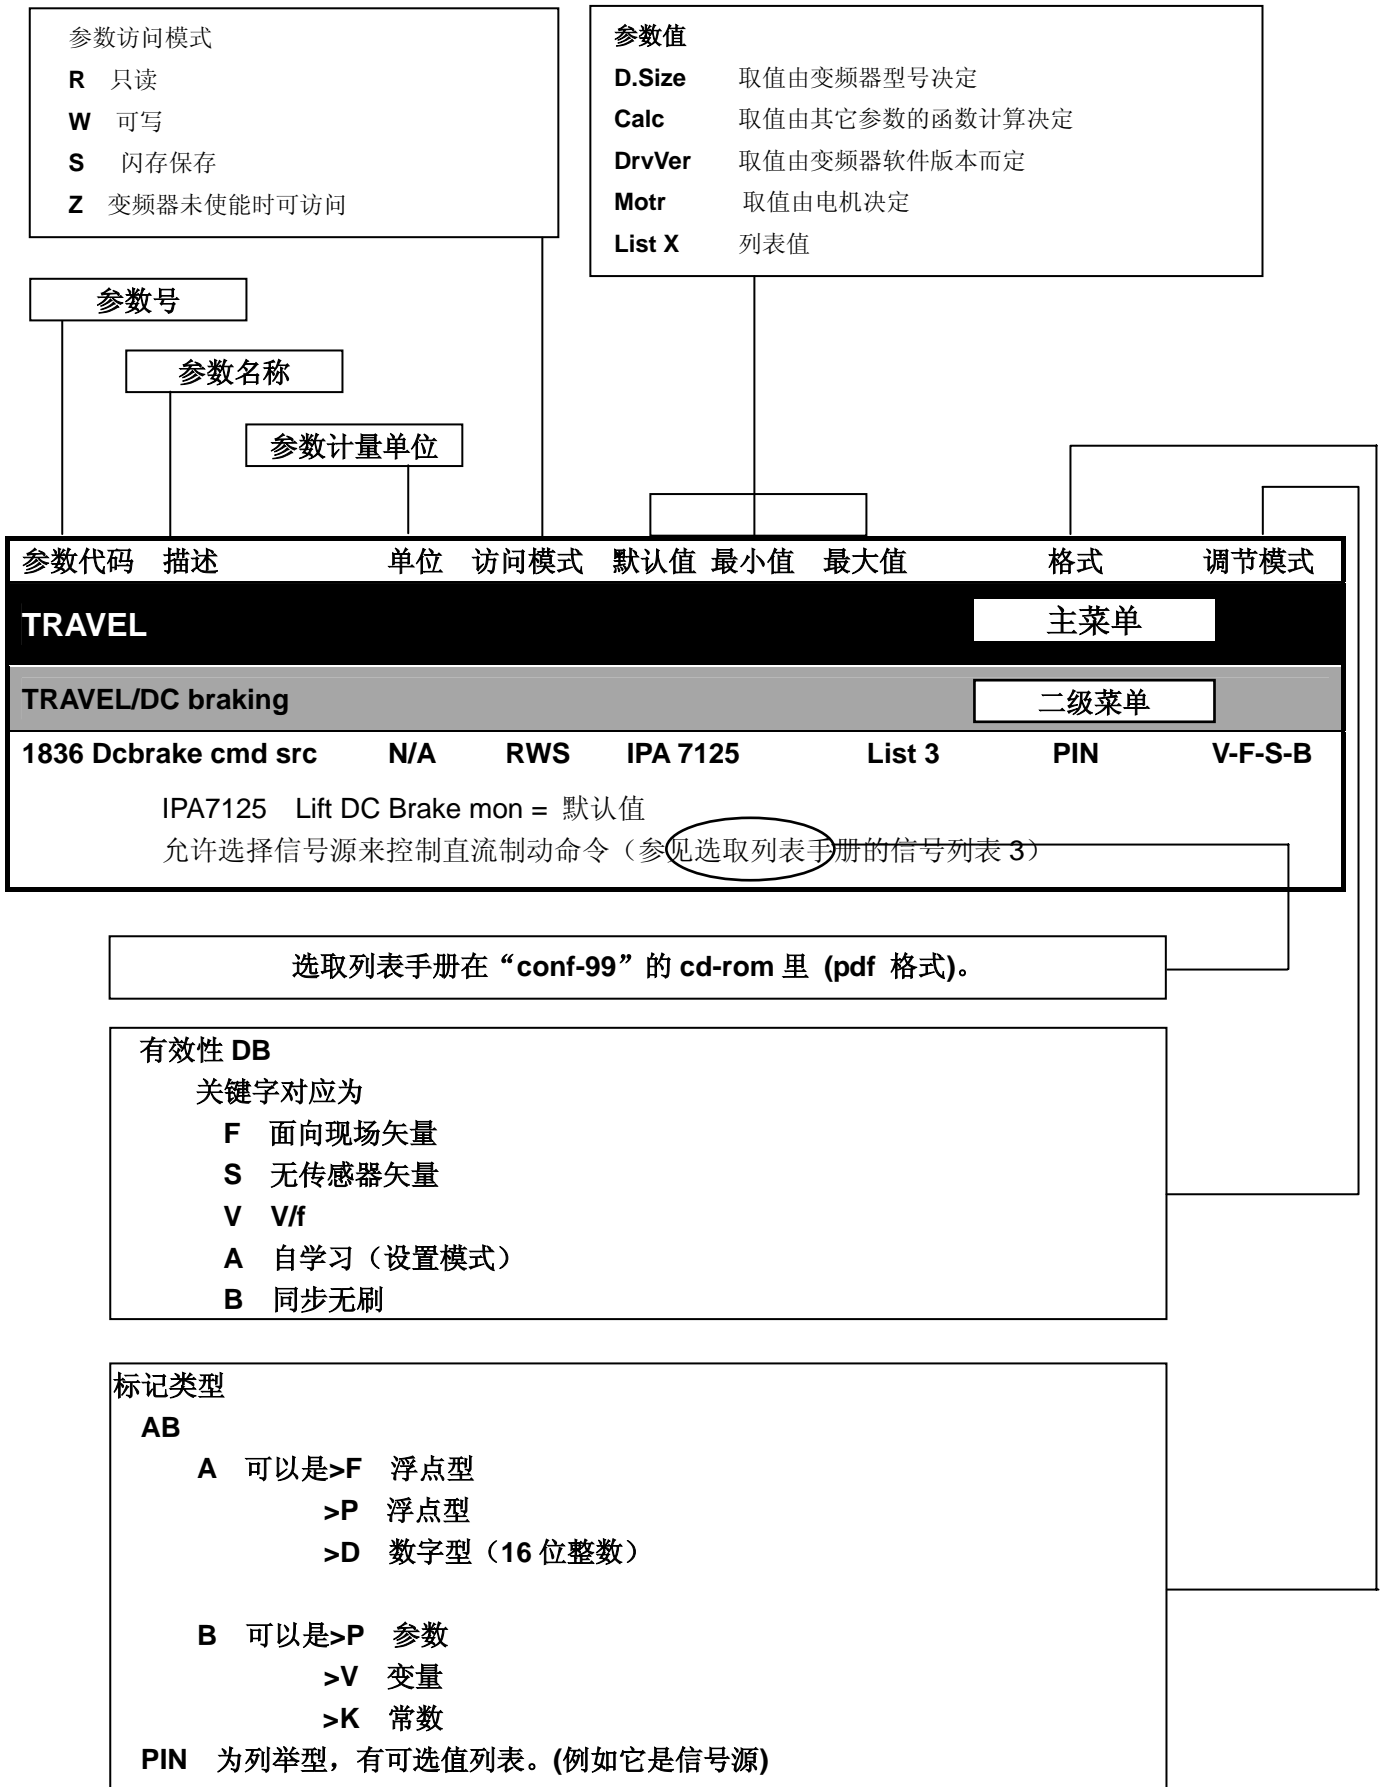 参数访问模式
R 只读
W 可写
S 闪存保存
Z 变频器未使能时可访问
参数值
D.Size 取值由变频器型号决定
Calc 取值由其它参数的函数计算决定
DrvVer 取值由变频器软件版本而定
Motr 取值由电机决定
List X 列表值
参数号
参数名称
参数计量单位
参数代码 描述 单位 访问模式 默认值 最小值 最大值 格式 调节模式
TRAVEL 主菜单
TRAVEL/DC braking 二级菜单
1836 Dcbrake cmd src N/A RWS IPA 7125 List 3 PIN V-F-S-B
IPA7125 Lift DC Brake mon = 默认值
允许选择信号源来控制直流制动命令（参见选取列表手册的信号列表 3）
选取列表手册在“conf-99”的 cd-rom 里 (pdf 格式)。
有效性 DB
关键字对应为
F 面向现场矢量
S 无传感器矢量
V V/f
A 自学习（设置模式）
B 同步无刷
标记类型
AB
A 可以是>F 浮点型
>P 浮点型
>D 数字型（16 位整数）
B 可以是>P 参数
>V 变量
>K 常数
PIN 为列举型，有可选值列表。(例如它是信号源)